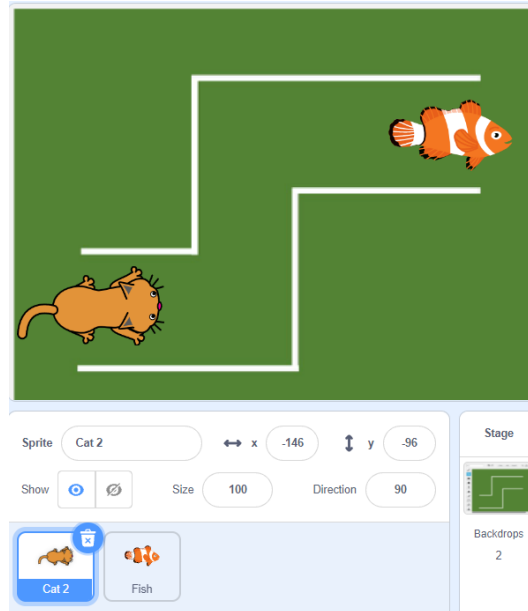 Sprite Cat 2 x -146 y -96
Show Size 100 Direction 90
Cat 2 Fish
Stage
Backdrops
2